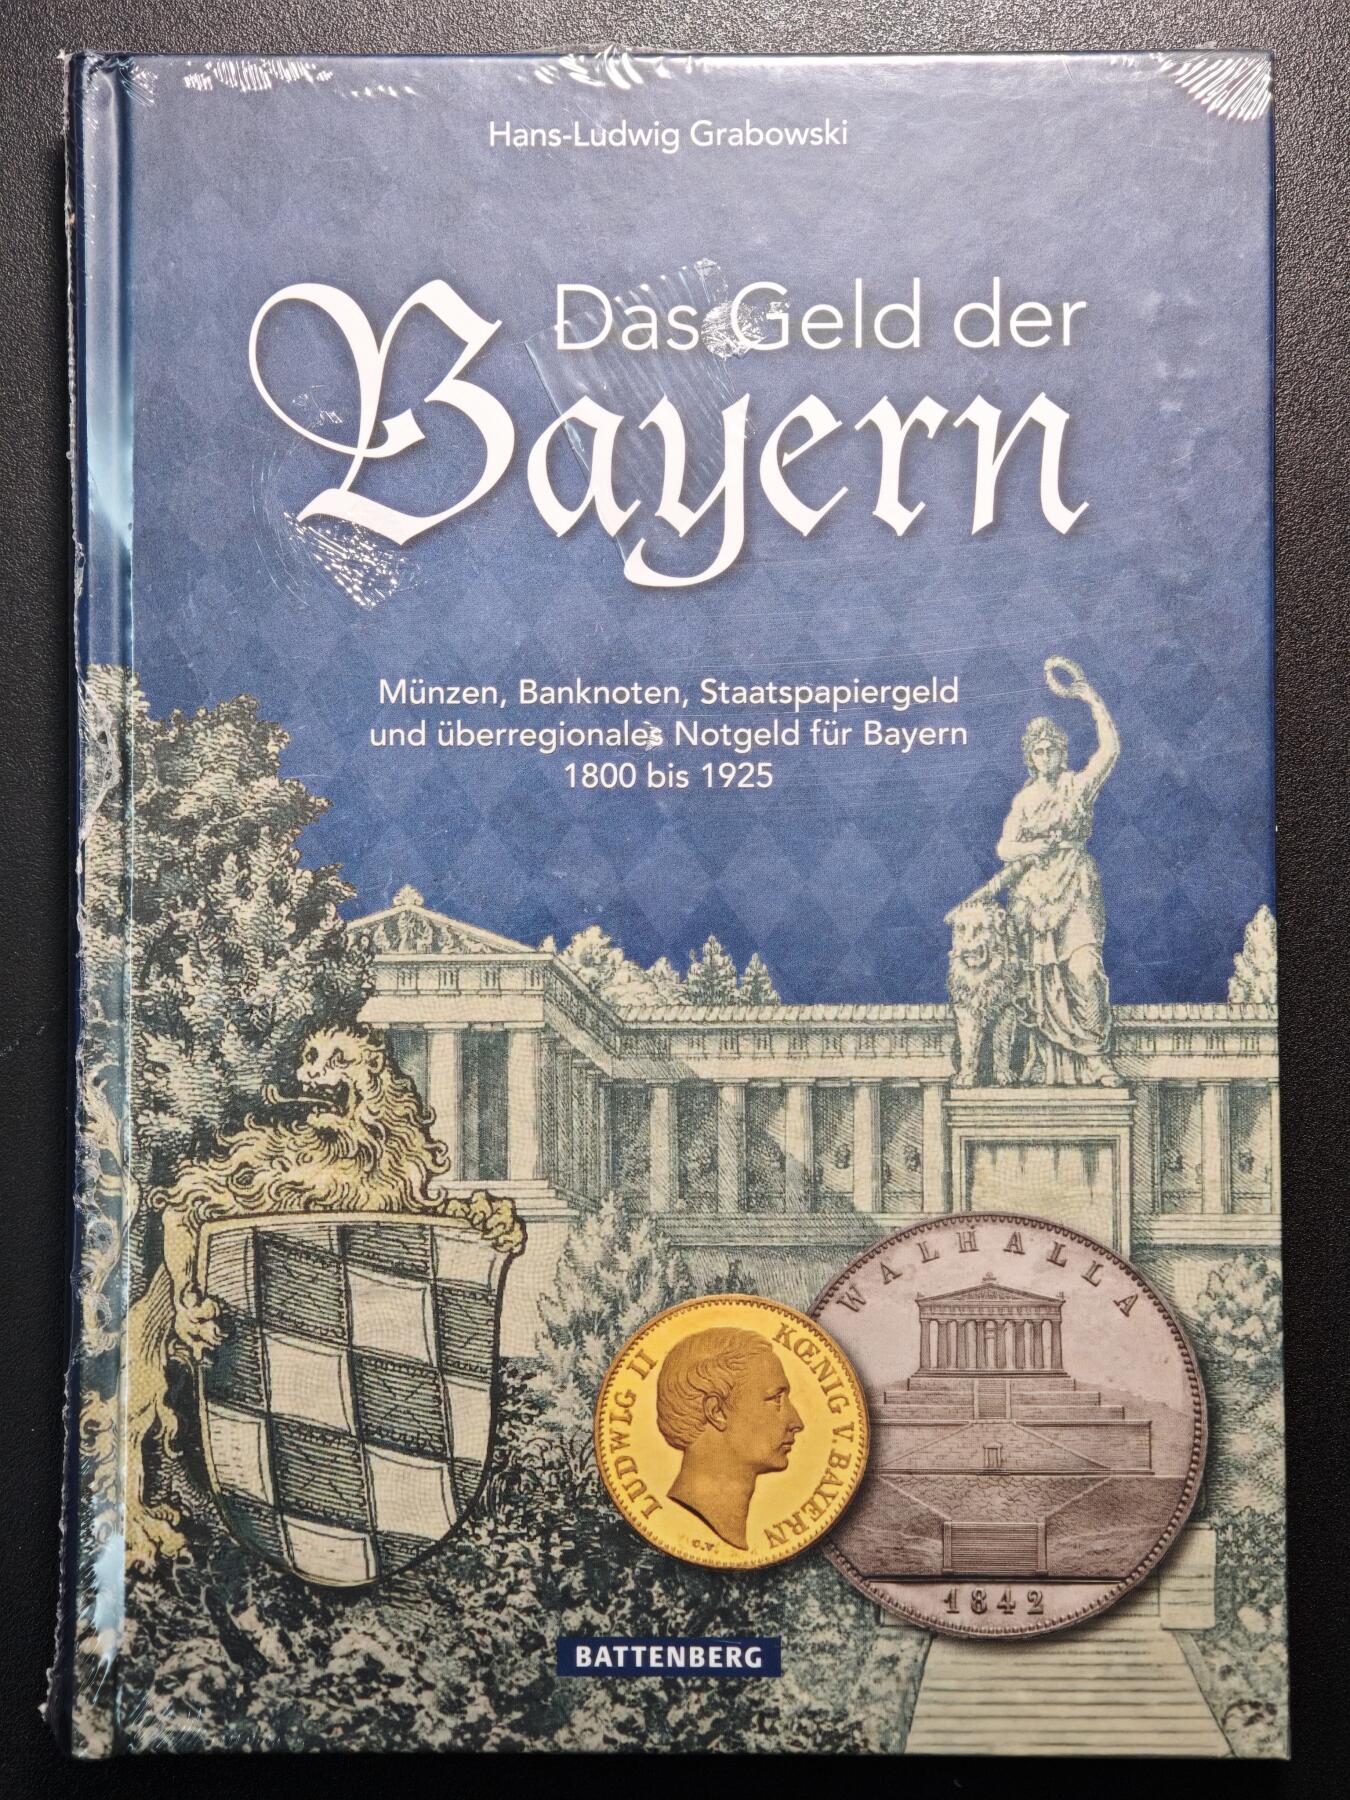 Hans-Ludwig Grabowski
Das Geld der
Bayern
Münzen, Banknoten, Staatspapiergeld
und überregionales Notgeld für Bayern
1800 bis 1925
WALHALLA
LUDWIG II KŒNIG V. BAYERN
C.V.
1842
BATTENBERG